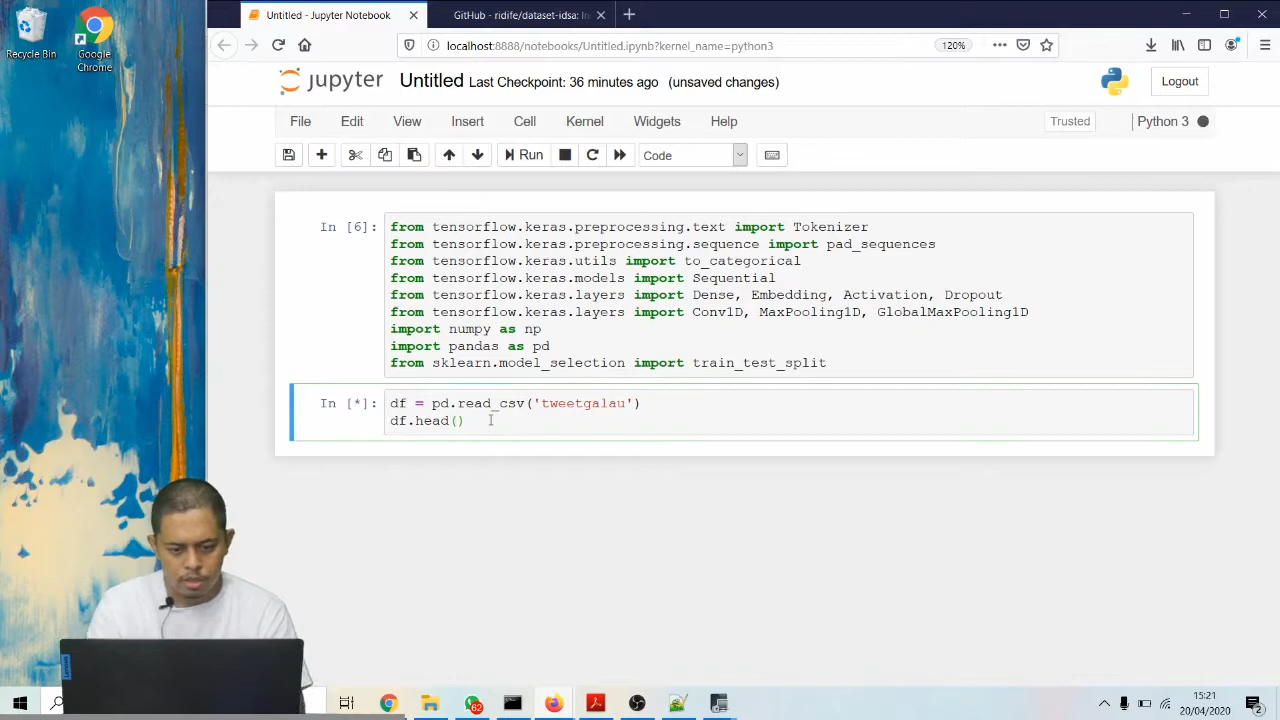 Recycle Bin
Google
Chrome
Untitled - Jupyter Notebook
GitHub - ridife/dataset-idsa: In
localhost:8888/notebooks/Untitled.ipynb?kernel_name=python3
120%
jupyter Untitled Last Checkpoint: 36 minutes ago (unsaved changes)
Logout
File Edit View Insert Cell Kernel Widgets Help
Trusted
Python 3
Run
Code
In [6]:
from tensorflow.keras.preprocessing.text import Tokenizer
from tensorflow.keras.preprocessing.sequence import pad_sequences
from tensorflow.keras.utils import to_categorical
from tensorflow.keras.models import Sequential
from tensorflow.keras.layers import Dense, Embedding, Activation, Dropout
from tensorflow.keras.layers import Conv1D, MaxPooling1D, GlobalMaxPooling1D
import numpy as np
import pandas as pd
from sklearn.model_selection import train_test_split
In [*]:
df = pd.read_csv('tweetgalau')
df.head()
Lenovo
62
15:21
20/04/2020
2